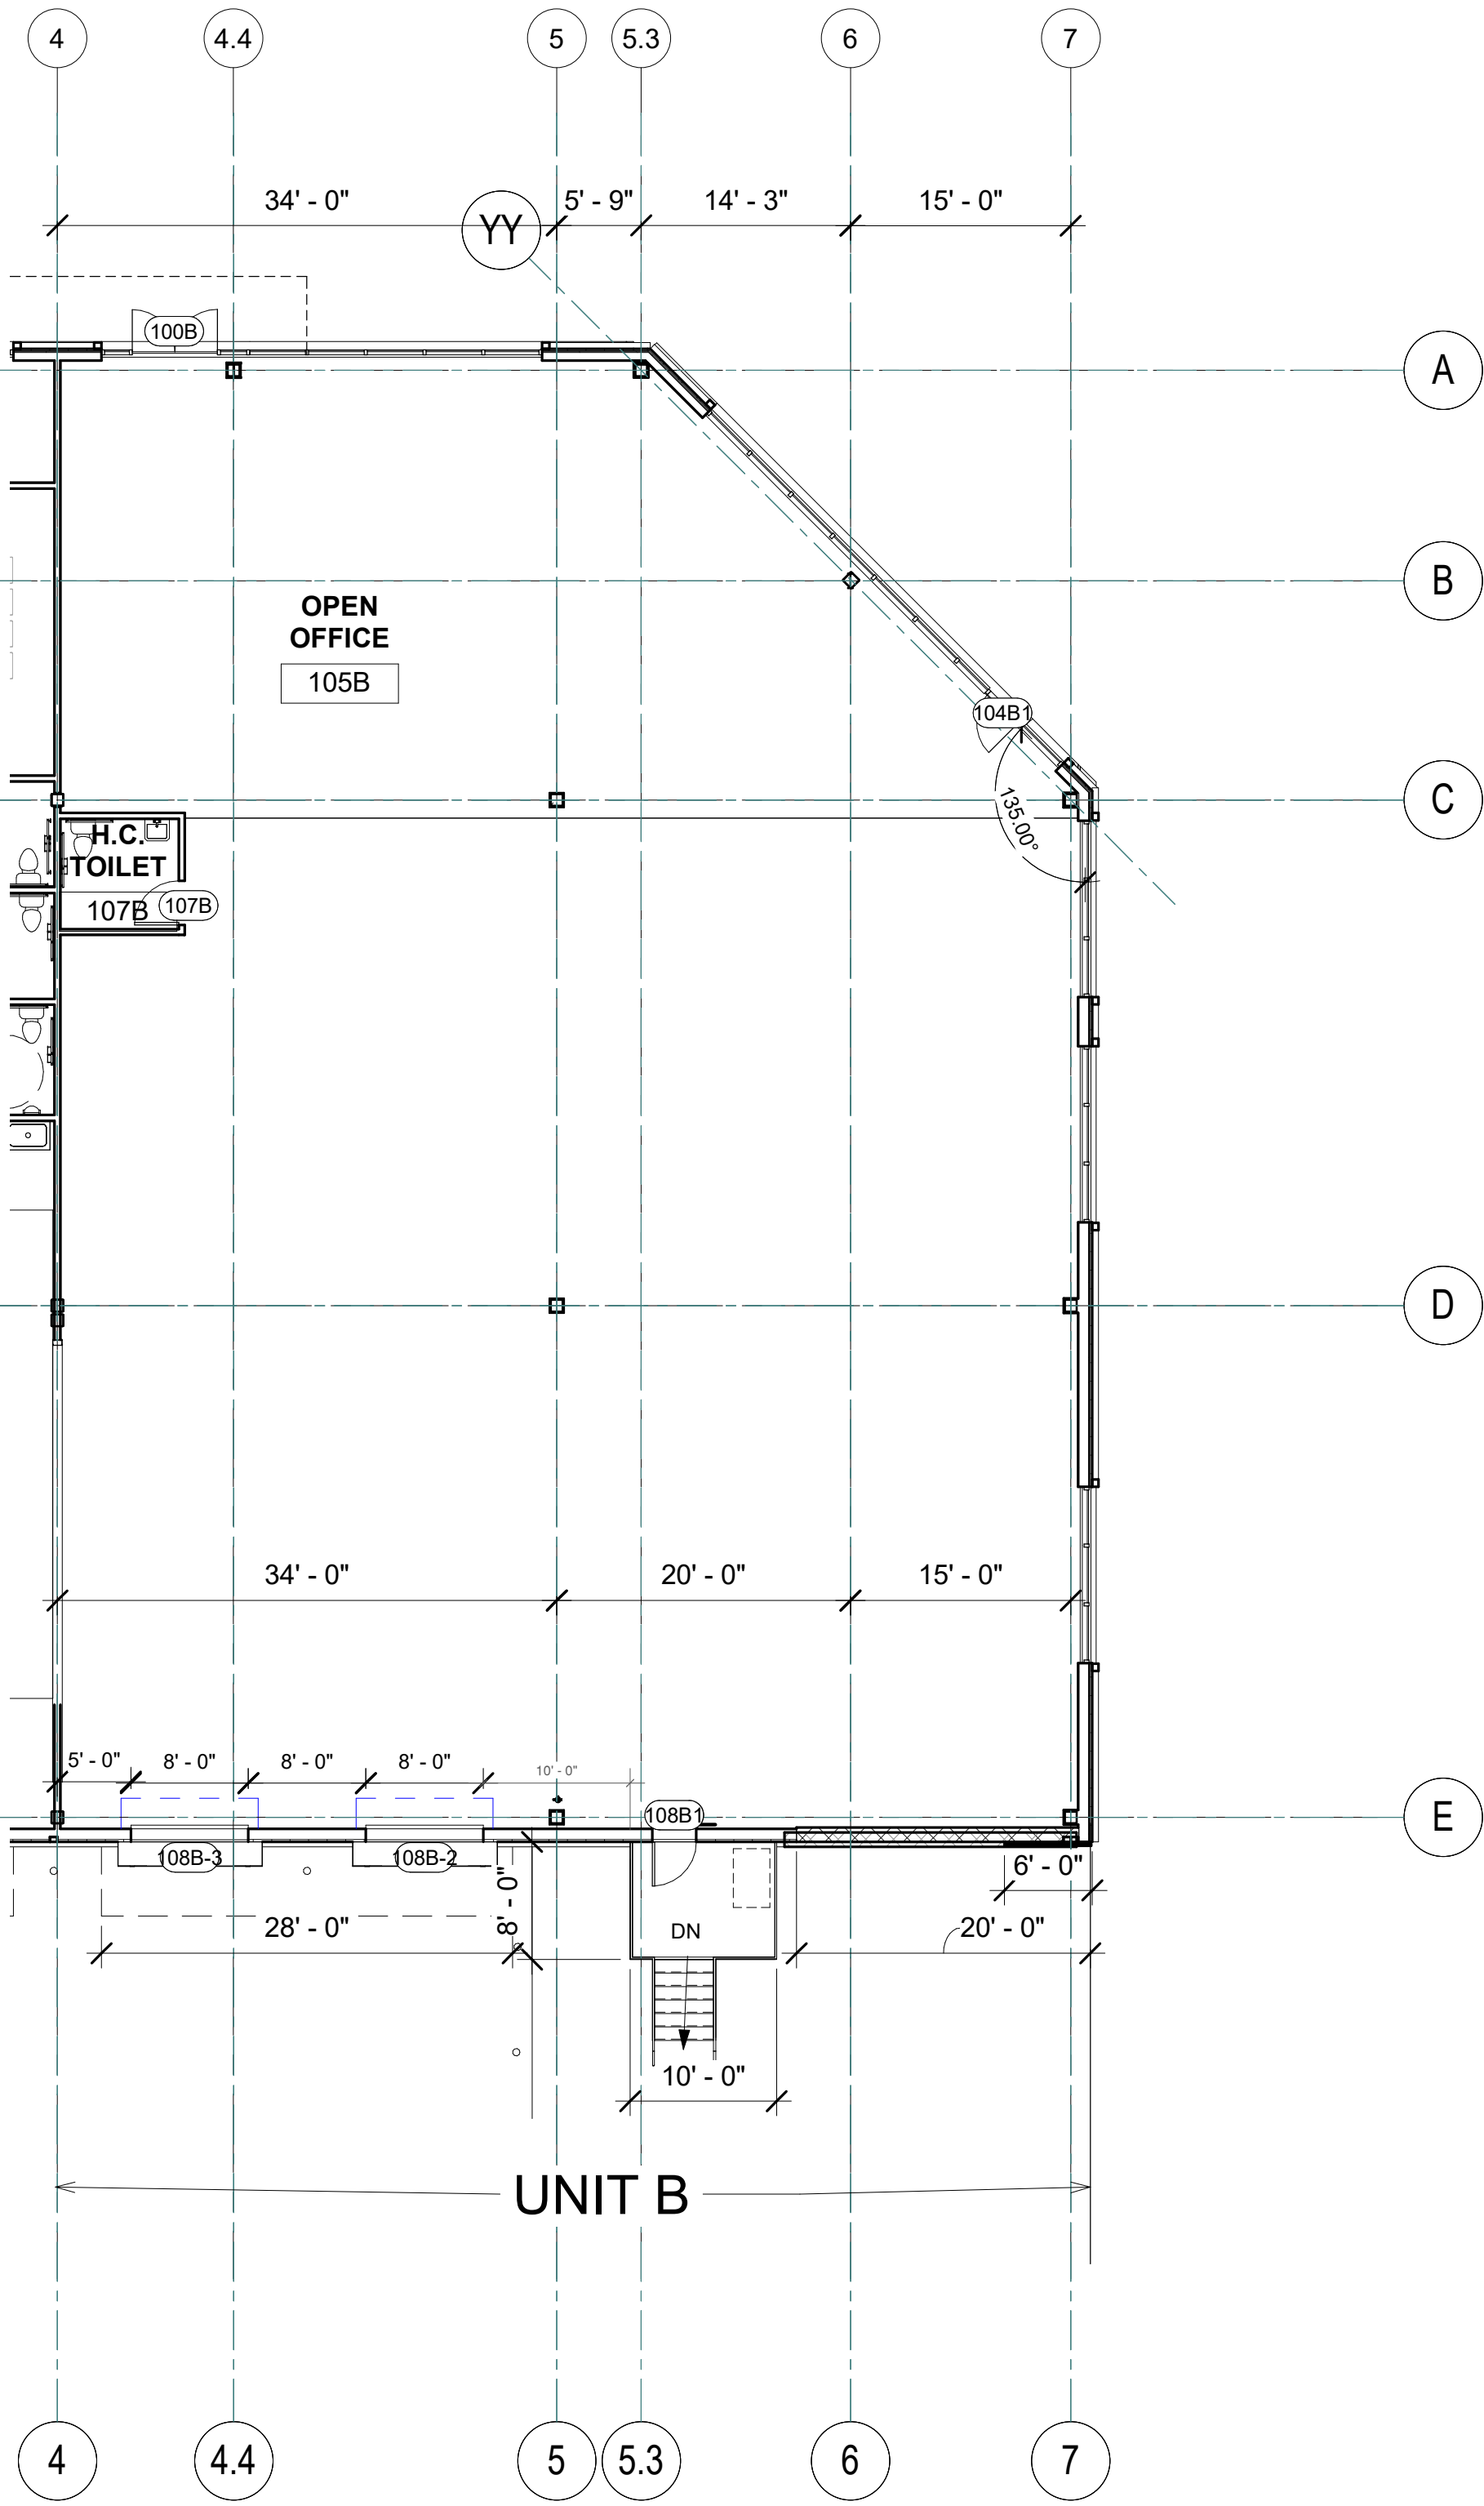 4
4.4
5
5.3
6
7
34' - 0"
5' - 9"
14' - 3"
15' - 0"
YY
100B
A
B
OPEN
OFFICE
105B
104B1
C
135.00°
H.C.
TOILET
107B
107B
D
34' - 0"
20' - 0"
15' - 0"
5' - 0"
8' - 0"
8' - 0"
8' - 0"
10' - 0"
108B1
E
108B-3
108B-2
6' - 0"
28' - 0"
8' - 0"
DN
20' - 0"
10' - 0"
UNIT B
4
4.4
5
5.3
6
7